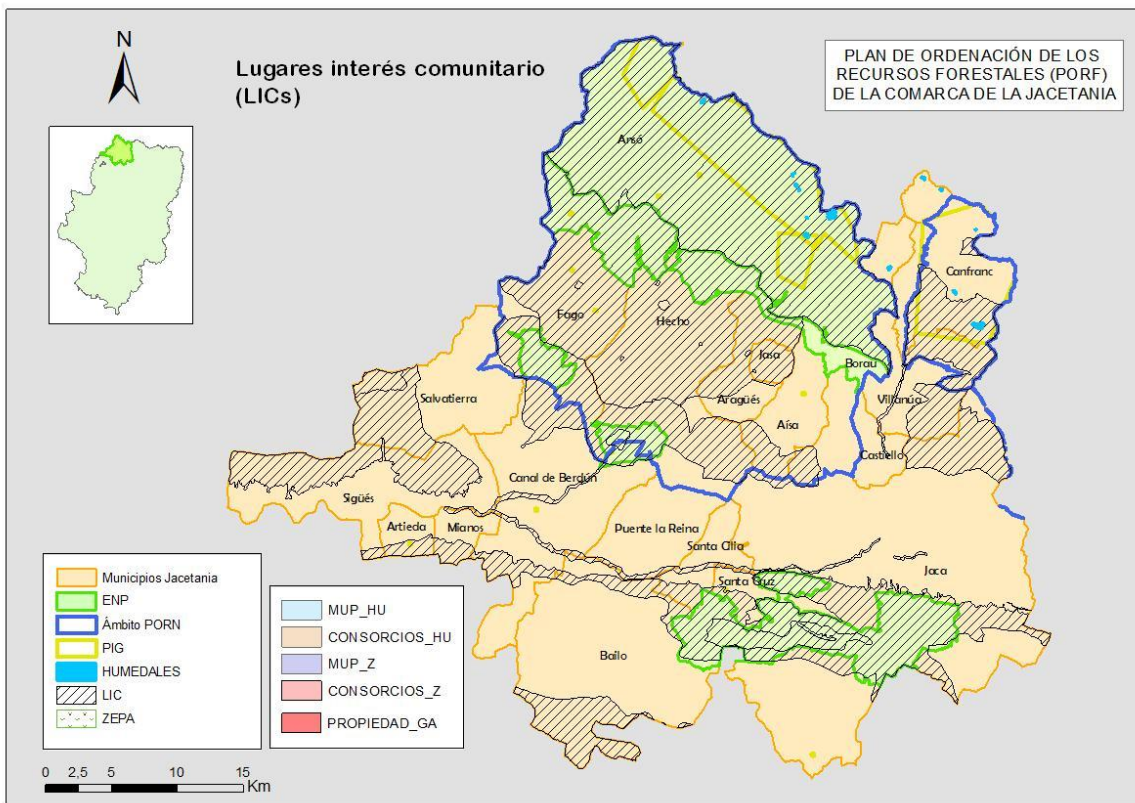 N
Lugares interés comunitario
(LICs)
PLAN DE ORDENACIÓN DE LOS
RECURSOS FORESTALES (PORF)
DE LA COMARCA DE LA JACETANIA
Ansó
Canfranc
Fago
Hecho
Jasa
Borau
Aragüés
Villanúa
Salvatierra
Aísa
Castiello
Canal de Berdún
Sigüés
Artieda
Mianos
Puente la Reina
Santa Cilia
Santa Cruz
Jaca
Bailo
Municipios Jacetania
ENP
Ámbito PORN
PIG
HUMEDALES
LIC
ZEPA
MUP_HU
CONSORCIOS_HU
MUP_Z
CONSORCIOS_Z
PROPIEDAD_GA
0 2,5 5 10 15
Km